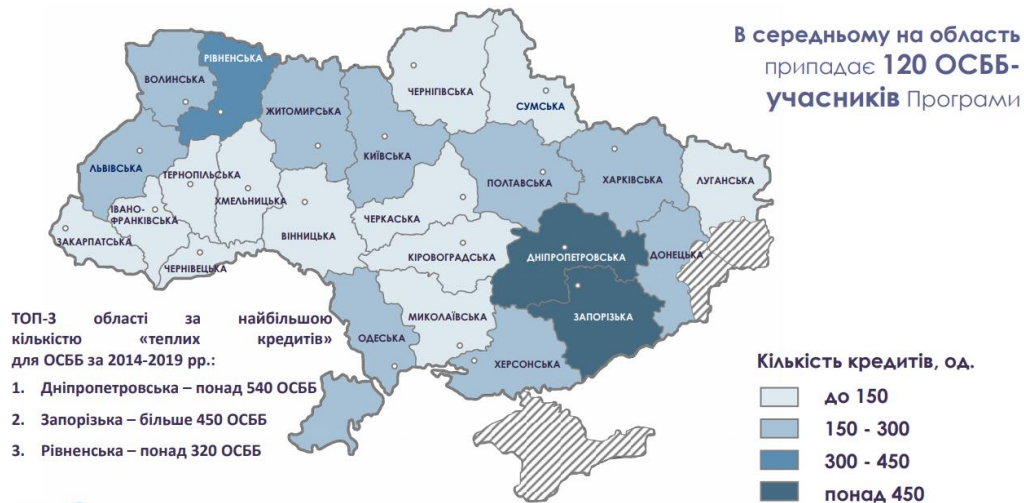 В середньому на область
припадає 120 ОСББ-
учасників Програми
ВОЛИНСЬКА
РІВНЕНСЬКА
ЖИТОМИРСЬКА
КИЇВСЬКА
ЧЕРНІГІВСЬКА
СУМСЬКА
ЛЬВІВСЬКА
ТЕРНОПІЛЬСЬКА
ХМЕЛЬНИЦЬКА
ІВАНО-
ФРАНКІВСЬКА
ЗАКАРПАТСЬКА
ЧЕРНІВЕЦЬКА
ВІННИЦЬКА
ЧЕРКАСЬКА
ПОЛТАВСЬКА
ХАРКІВСЬКА
ЛУГАНСЬКА
КІРОВОГРАДСЬКА
ДНІПРОПЕТРОВСЬКА
ДОНЕЦЬКА
ОДЕСЬКА
МИКОЛАЇВСЬКА
ЗАПОРІЗЬКА
ХЕРСОНСЬКА
ТОП-3 області за найбільшою
кількістю «теплих кредитів»
для ОСББ за 2014-2019 рр.:
1. Дніпропетровська – понад 540 ОСББ
2. Запорізька – більше 450 ОСББ
3. Рівненська – понад 320 ОСББ
Кількість кредитів, од.
до 150
150 - 300
300 - 450
понад 450